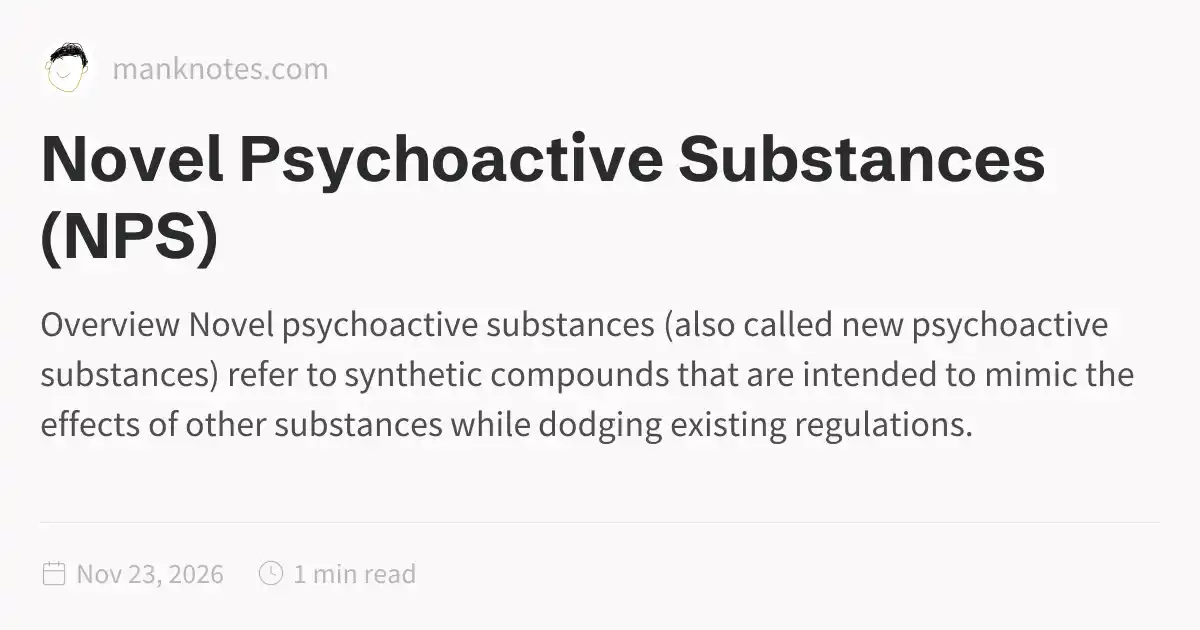 manknotes.com
Novel Psychoactive Substances
(NPS)
Overview Novel psychoactive substances (also called new psychoactive
substances) refer to synthetic compounds that are intended to mimic the
effects of other substances while dodging existing regulations.
Nov 23, 2026 1 min read